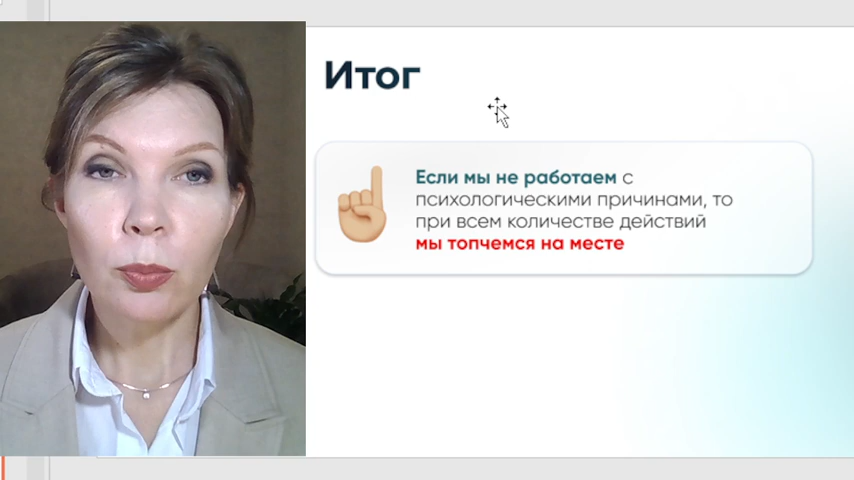 Итог
Если мы не работаем с
психологическими причинами, то
при всем количестве действий
мы топчемся на месте